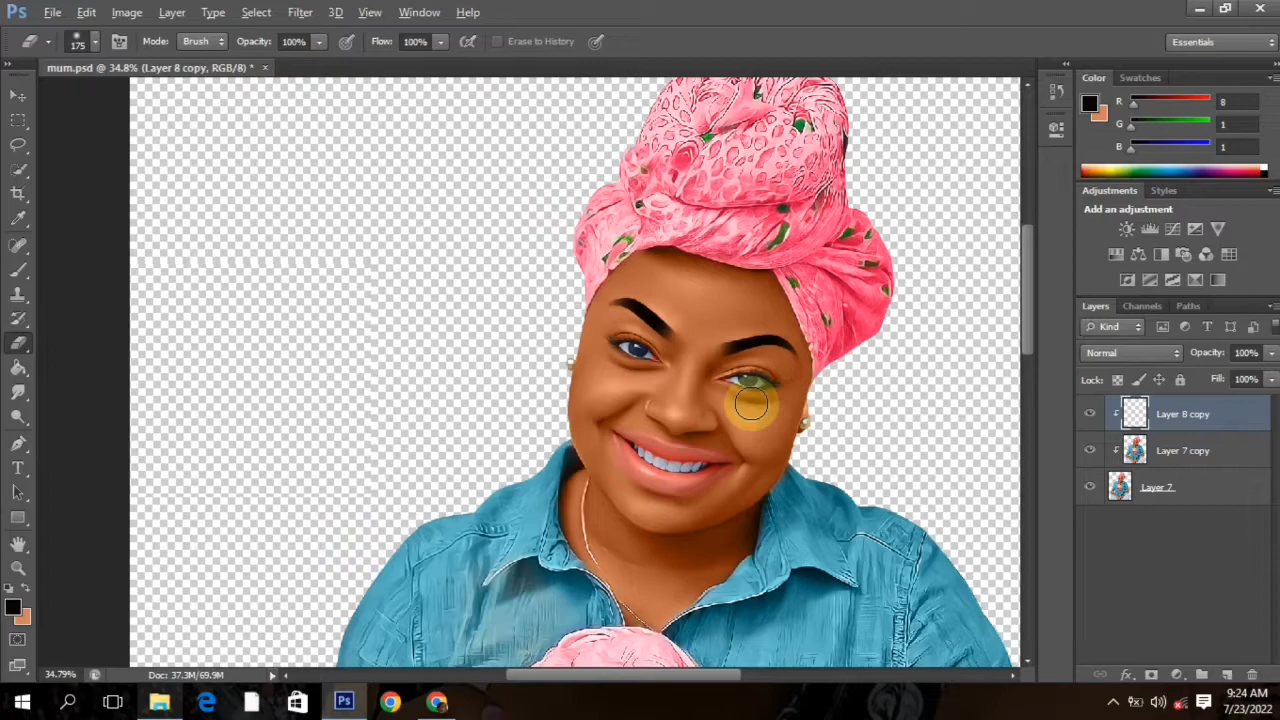 Ps File Edit Image Layer Type Select Filter 3D View Window Help
175 Mode: Brush Opacity: 100% Flow: 100% Erase to History Essentials
mum.psd @ 34.8% (Layer 8 copy, RGB/8) * ×
Color Swatches
R 8
G 1
B 1
Adjustments Styles
Add an adjustment
Layers Channels Paths
Kind
Normal Opacity: 100%
Lock: Fill: 100%
Layer 8 copy
Layer 7 copy
Layer 7
34.79% Doc: 37.3M/69.9M
9:24 AM
7/23/2022